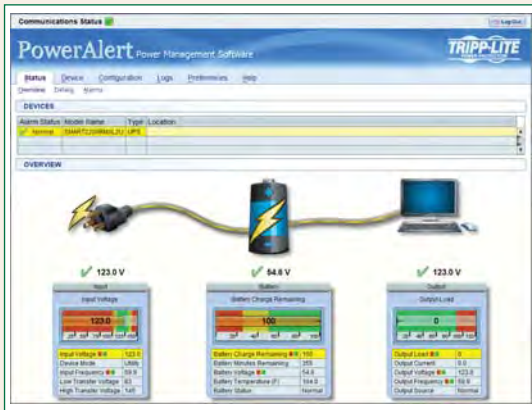 Communications Status
Log Out
PowerAlert Power Management Software
TRIPP-LITE
Status Device Configuration Logs Preferences Help
Overview Details Alarms
DEVICES
Alarm Status Model Name Type Location
Normal UPS
OVERVIEW
123.0 V 54.6 V 123.0 V
Input Battery Output
Input Voltage Battery Charge Remaining Output Load
123.0 100 0
20 40 60 80 100
Input Voltage 123.0 Battery Charge Remaining 100 Output Load 0
Device Mode Utility Battery Minutes Remaining Output Current 0.0
Input Frequency 59.9 Battery Voltage 54.6 Output Voltage 123.0
Low Transfer Voltage Battery Temperature (F) 104.0 Output Frequency 59.9
High Transfer Voltage Battery Status Normal Output Source Normal